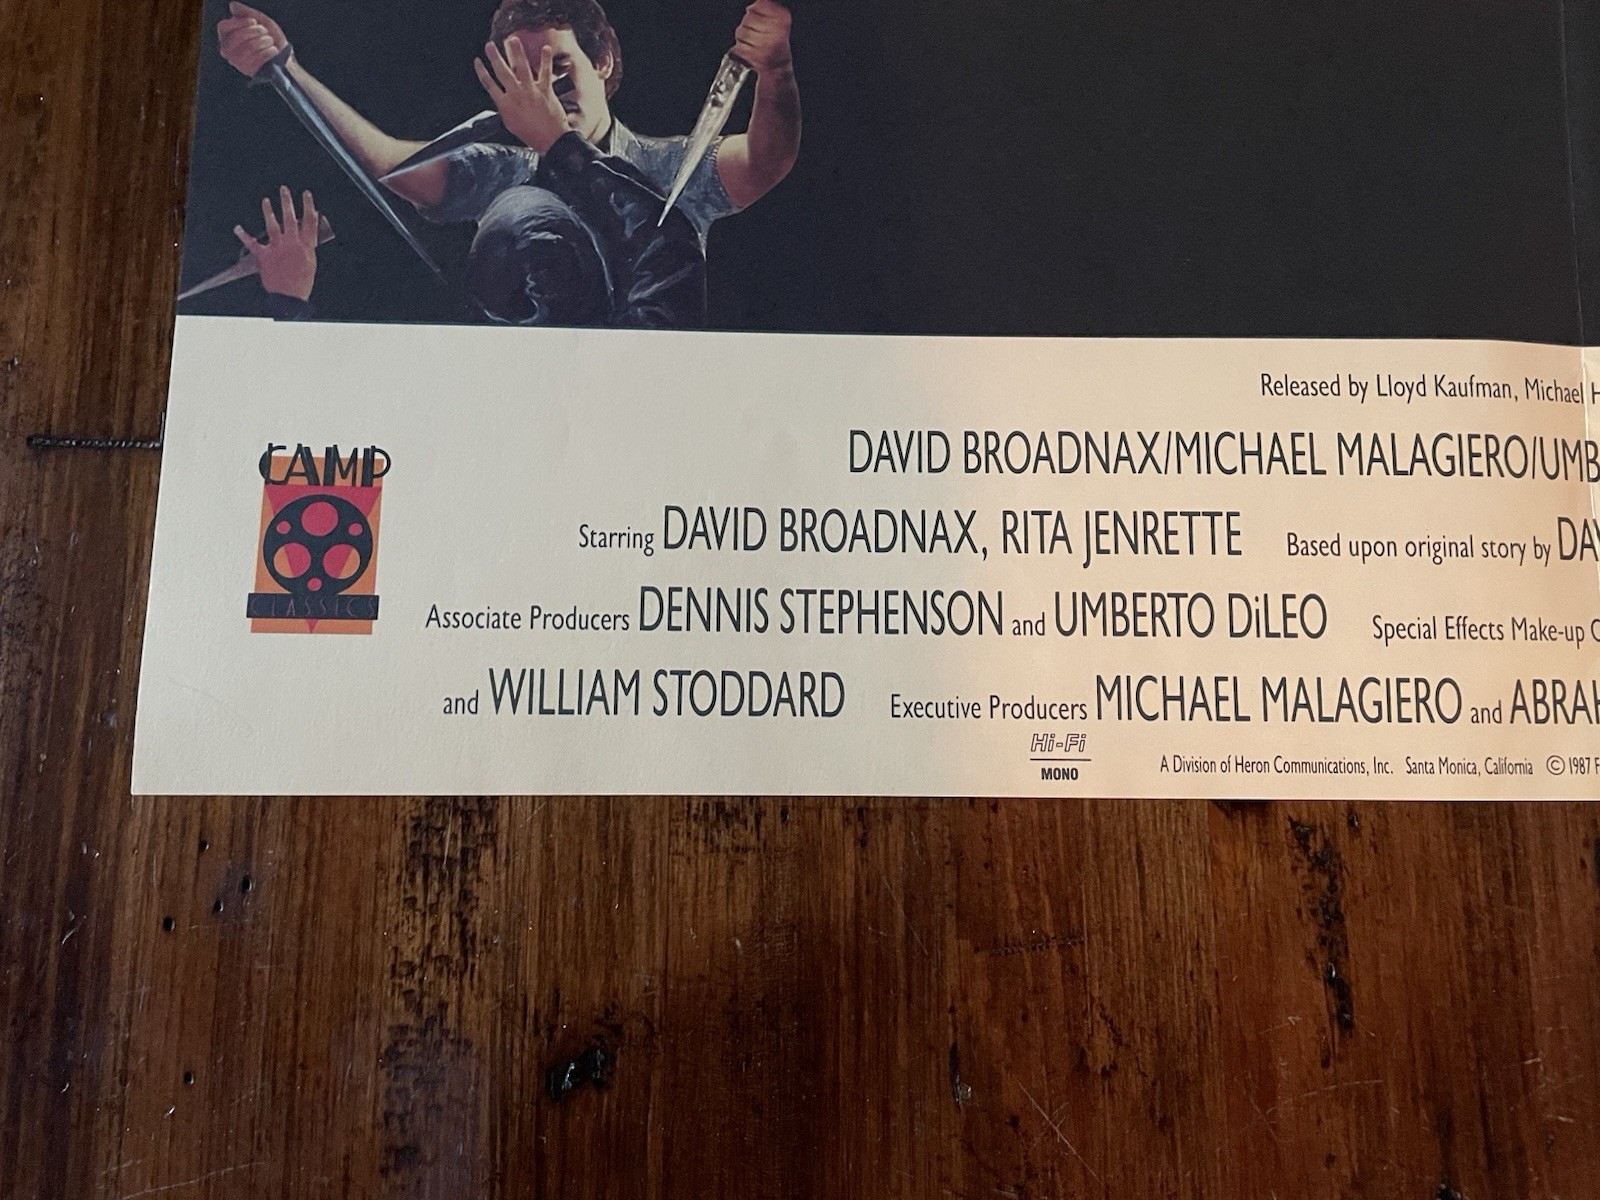 Released by Lloyd Kaufman, Michael H
DAVID BROADNAX/MICHAEL MALAGIERO/UMB
CAMP
CLASSICS
Starring DAVID BROADNAX, RITA JENRETTE Based upon original story by DAV
Associate Producers DENNIS STEPHENSON and UMBERTO DiLEO Special Effects Make-up
and WILLIAM STODDARD Executive Producers MICHAEL MALAGIERO and ABRAH
Hi-Fi
MONO
A Division of Heron Communications, Inc. Santa Monica, California © 1987 F